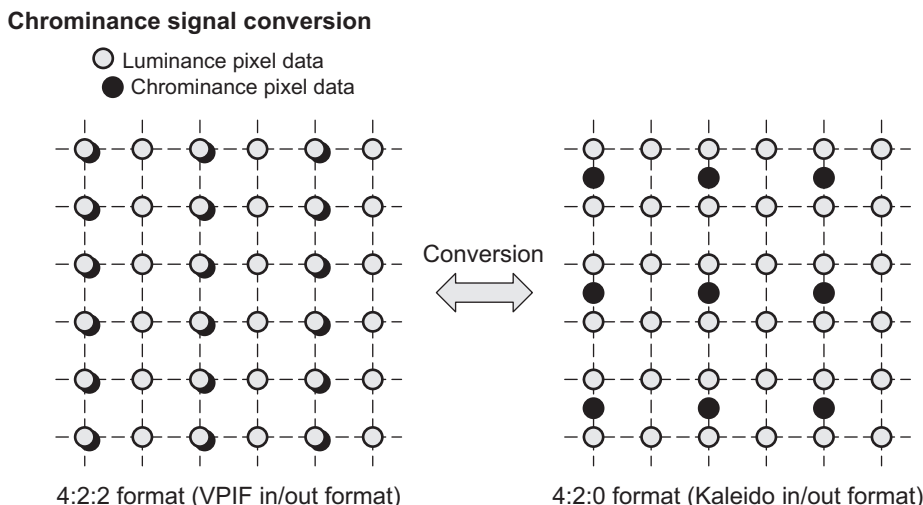 Chrominance signal conversion
Luminance pixel data
Chrominance pixel data
Conversion
4:2:2 format (VPIF in/out format)
4:2:0 format (Kaleido in/out format)